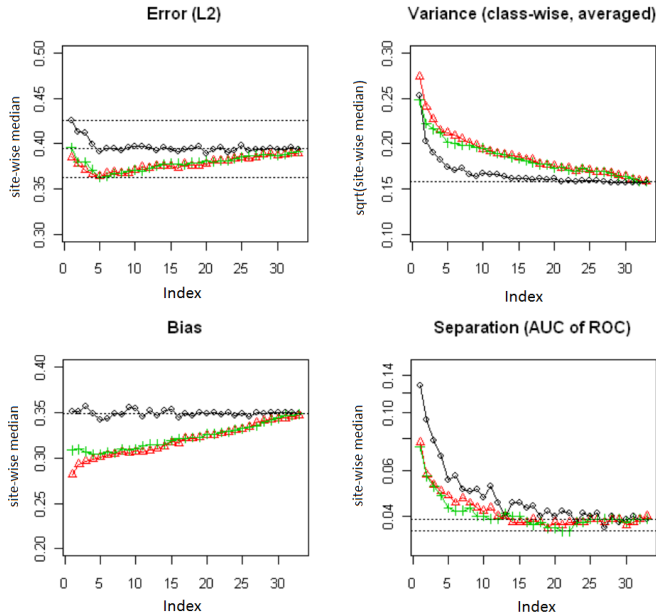 Error (L2)
site-wise median
0.50
0.45
0.40
0.35
0.30
0 5 10 15 20 25 30
Index
Variance (class-wise, averaged)
sqrt(site-wise median)
0.30
0.25
0.20
0.15
0.10
0 5 10 15 20 25 30
Index
Bias
site-wise median
0.40
0.35
0.30
0.25
0.20
0 5 10 15 20 25 30
Index
Separation (AUC of ROC)
site-wise median
0.14
0.06
0.04
0 5 10 15 20 25 30
Index